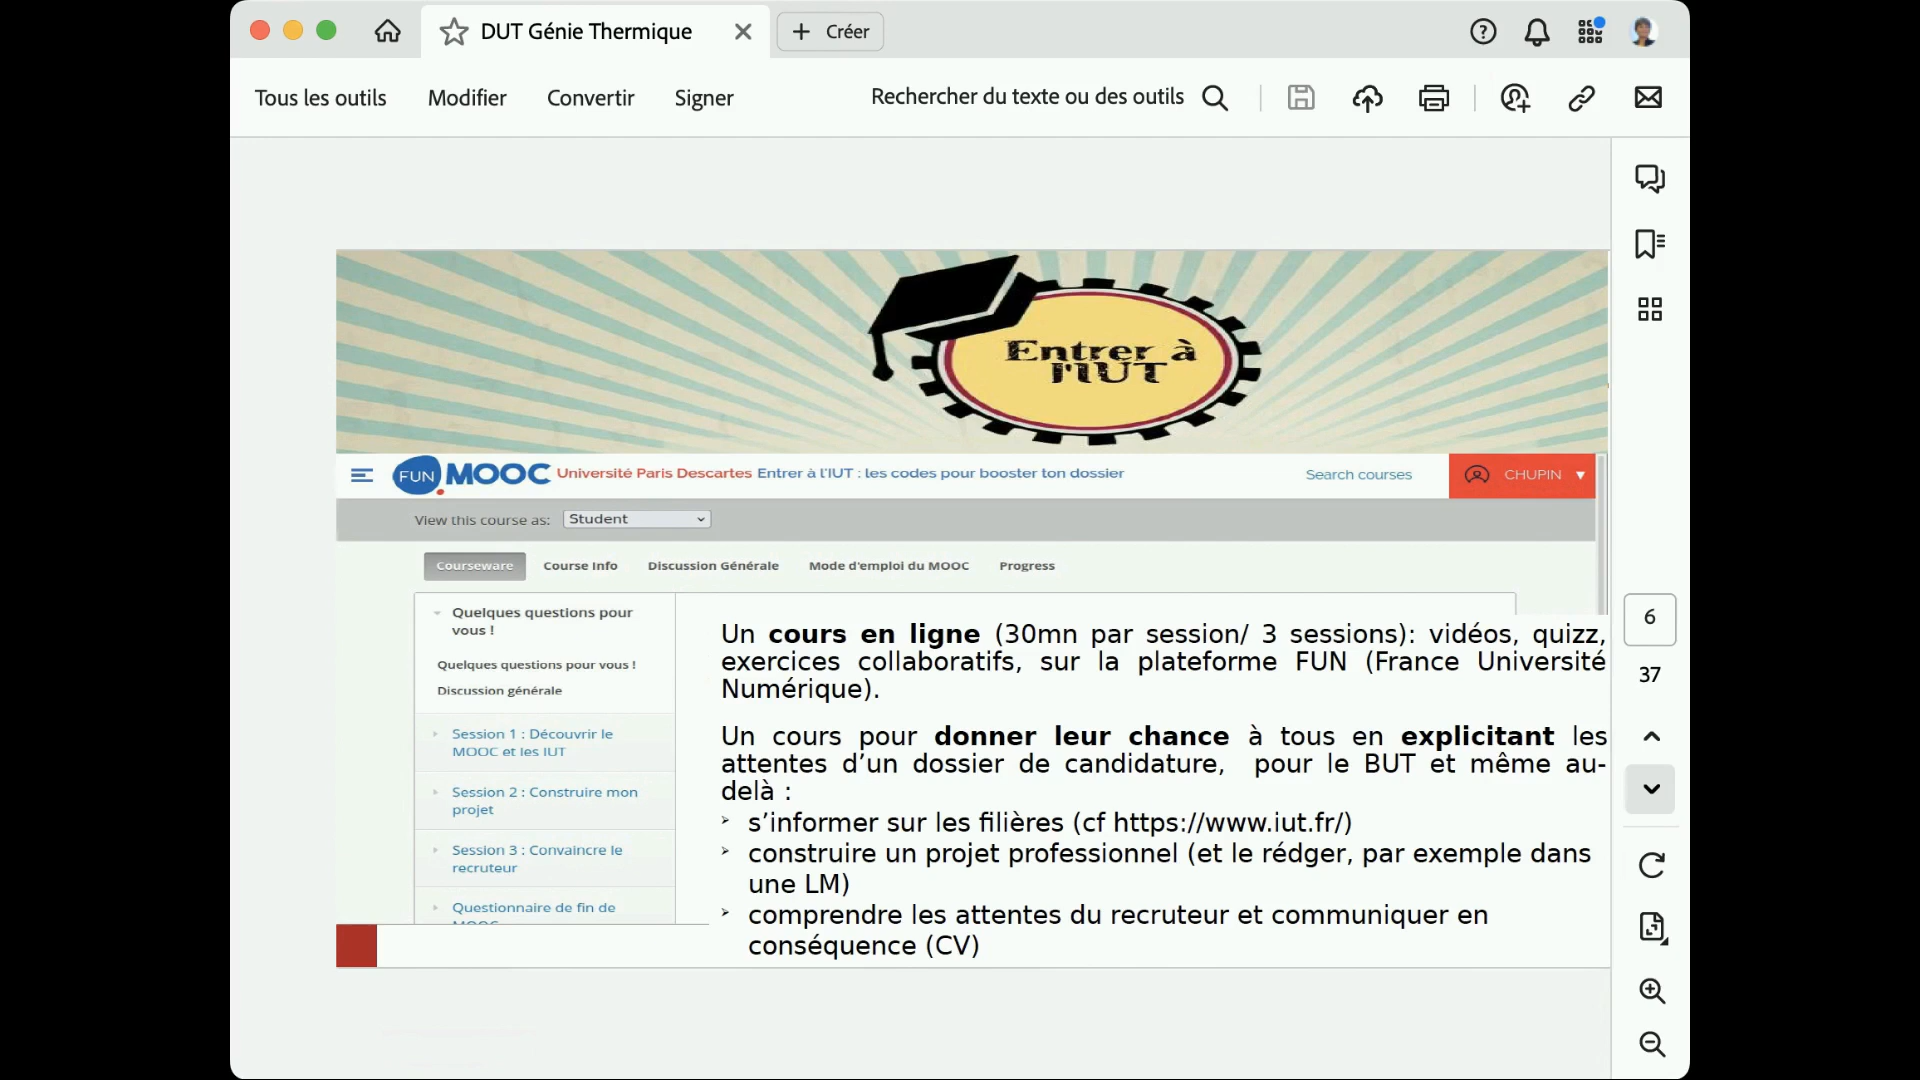 DUT Génie Thermique
Créer
Tous les outils
Modifier
Convertir
Signer
Rechercher du texte ou des outils
Entrer à
l'IUT
FUN MOOC Université Paris Descartes Entrer à l'IUT : les codes pour booster ton dossier
Search courses
CHUPIN
View this course as: Student
Courseware
Course Info
Discussion Générale
Mode d'emploi du MOOC
Progress
Quelques questions pour
vous !
Quelques questions pour vous !
Discussion générale
Session 1 : Découvrir le
MOOC et les IUT
Session 2 : Construire mon
projet
Session 3 : Convaincre le
recruteur
Questionnaire de fin de
MOOC
Un cours en ligne (30mn par session/ 3 sessions): vidéos, quizz,
exercices collaboratifs, sur la plateforme FUN (France Université
Numérique).
Un cours pour donner leur chance à tous en explicitant les
attentes d’un dossier de candidature, pour le BUT et même au-
delà :
s’informer sur les filières (cf https://www.iut.fr/)
construire un projet professionnel (et le rédger, par exemple dans
une LM)
comprendre les attentes du recruteur et communiquer en
conséquence (CV)
6
37